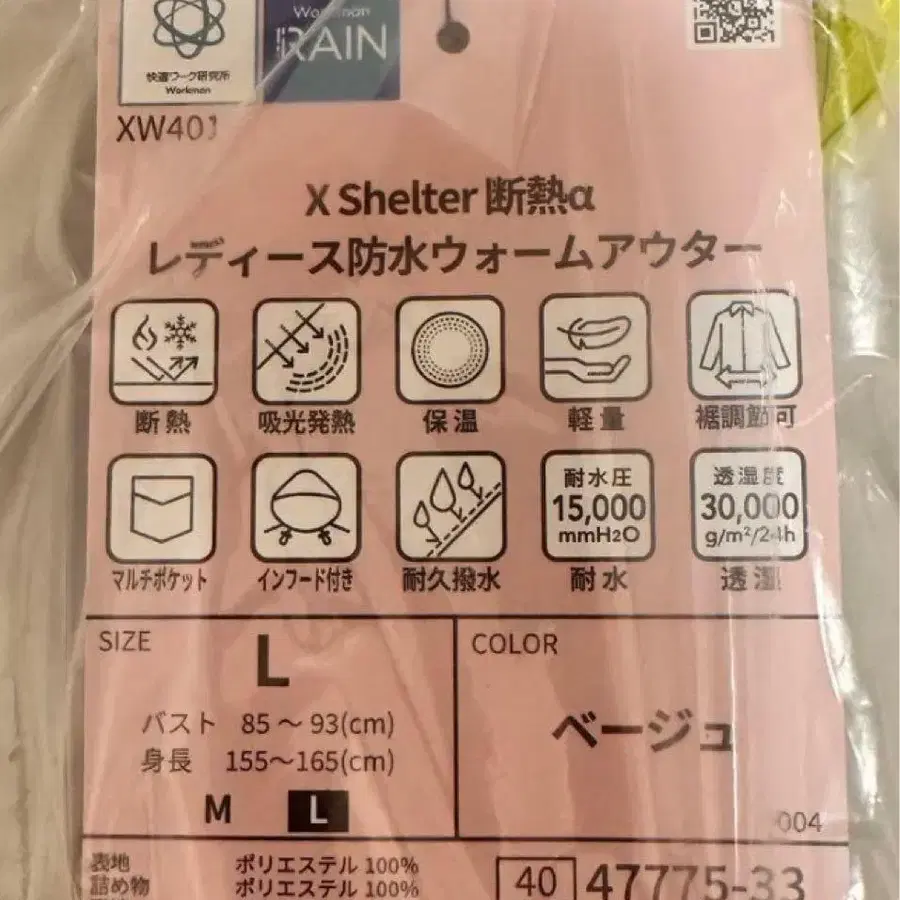 快適ワーク研究所
Workman
Workman
RAIN
XW401
X Shelter 断熱α
レディース防水ウォームアウター
断熱
吸光発熱
保温
軽量
裾調節可
マルチポケット
インフード付き
耐久撥水
耐水圧
15,000
mmH2O
耐水
透湿度
30,000
g/m²/24h
透湿
SIZE
L
バスト 85～93(cm)
身長 155～165(cm)
M L
COLOR
ベージュ
004
表地 ポリエステル 100%
詰め物 ポリエステル 100%
40 47775-33